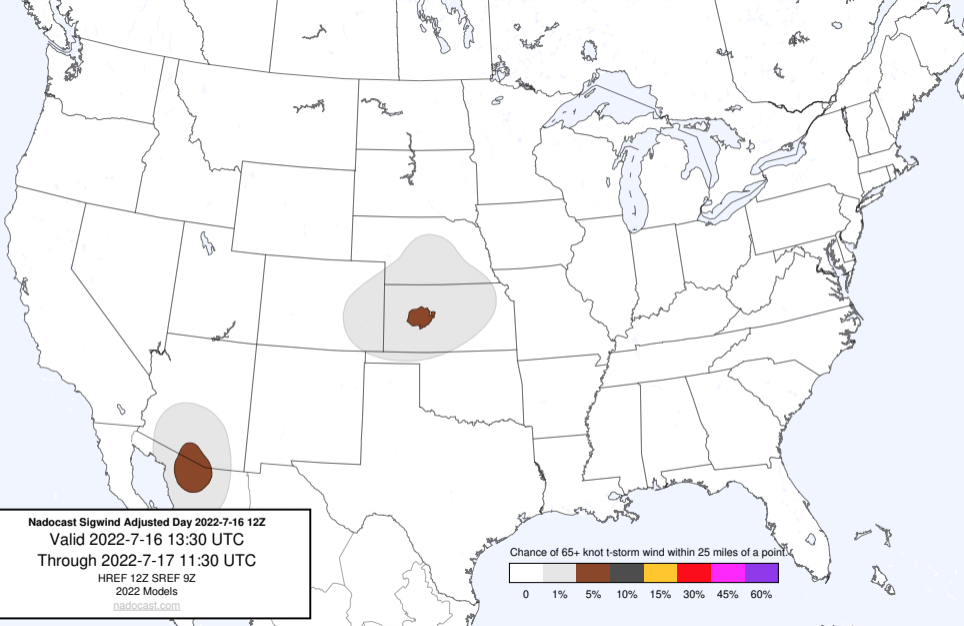 Nadocast Sigwind Adjusted Day 2022-7-16 12Z
Valid 2022-7-16 13:30 UTC
Through 2022-7-17 11:30 UTC
HREF 12Z SREF 9Z
2022 Models
nadocast.com
Chance of 65+ knot t-storm wind within 25 miles of a point.
0 1% 5% 10% 15% 30% 45% 60%